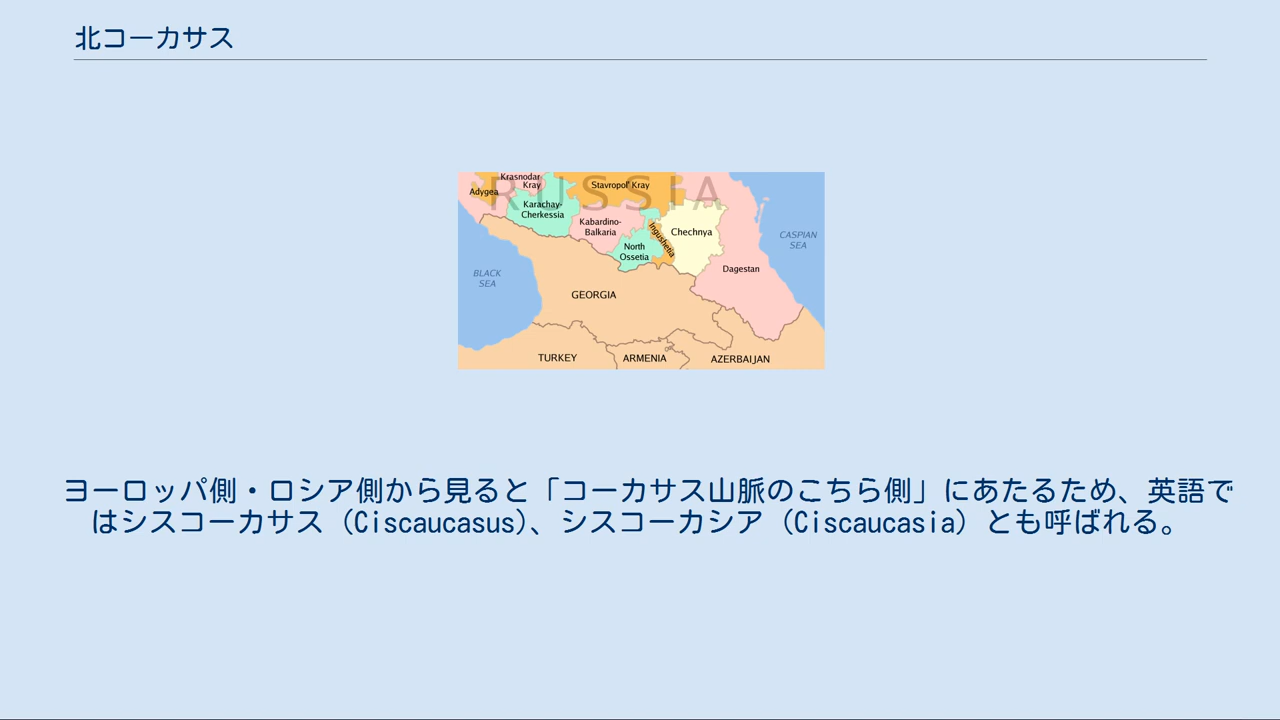 北コーカサス
RUSSIA
Krasnodar
Kray
Adygea
Stavropol' Kray
Karachay-
Cherkessia
Kabardino-
Balkaria
Ingushetia
Chechnya
North
Ossetia
CASPIAN
SEA
Dagestan
BLACK
SEA
GEORGIA
TURKEY
ARMENIA
AZERBAIJAN
ヨーロッパ側・ロシア側から見ると「コーカサス山脈のこちら側」にあたるため、英語で
はシスコーカサス（Ciscaucasus)、シスコーカシア（Ciscaucasia）とも呼ばれる。